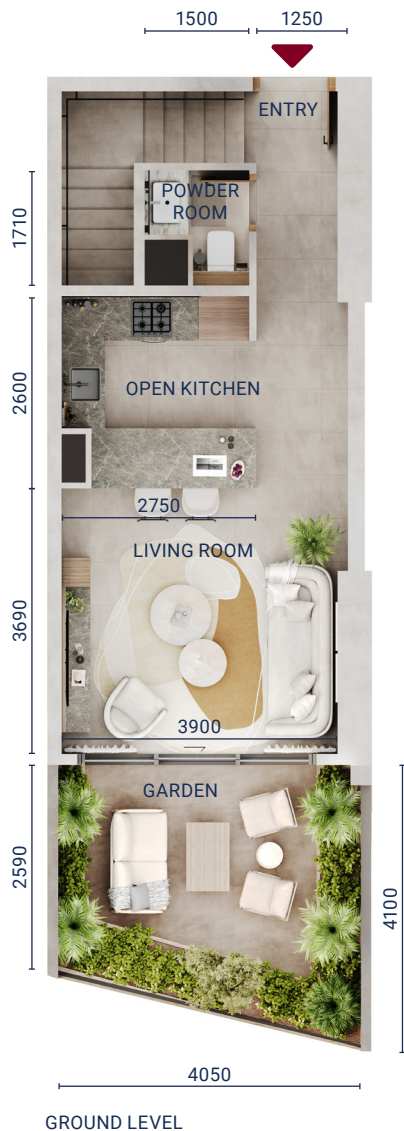 1500
1250
ENTRY
POWDER
ROOM
1710
OPEN KITCHEN
2600
2750
LIVING ROOM
3690
3900
GARDEN
2590
4100
4050
GROUND LEVEL